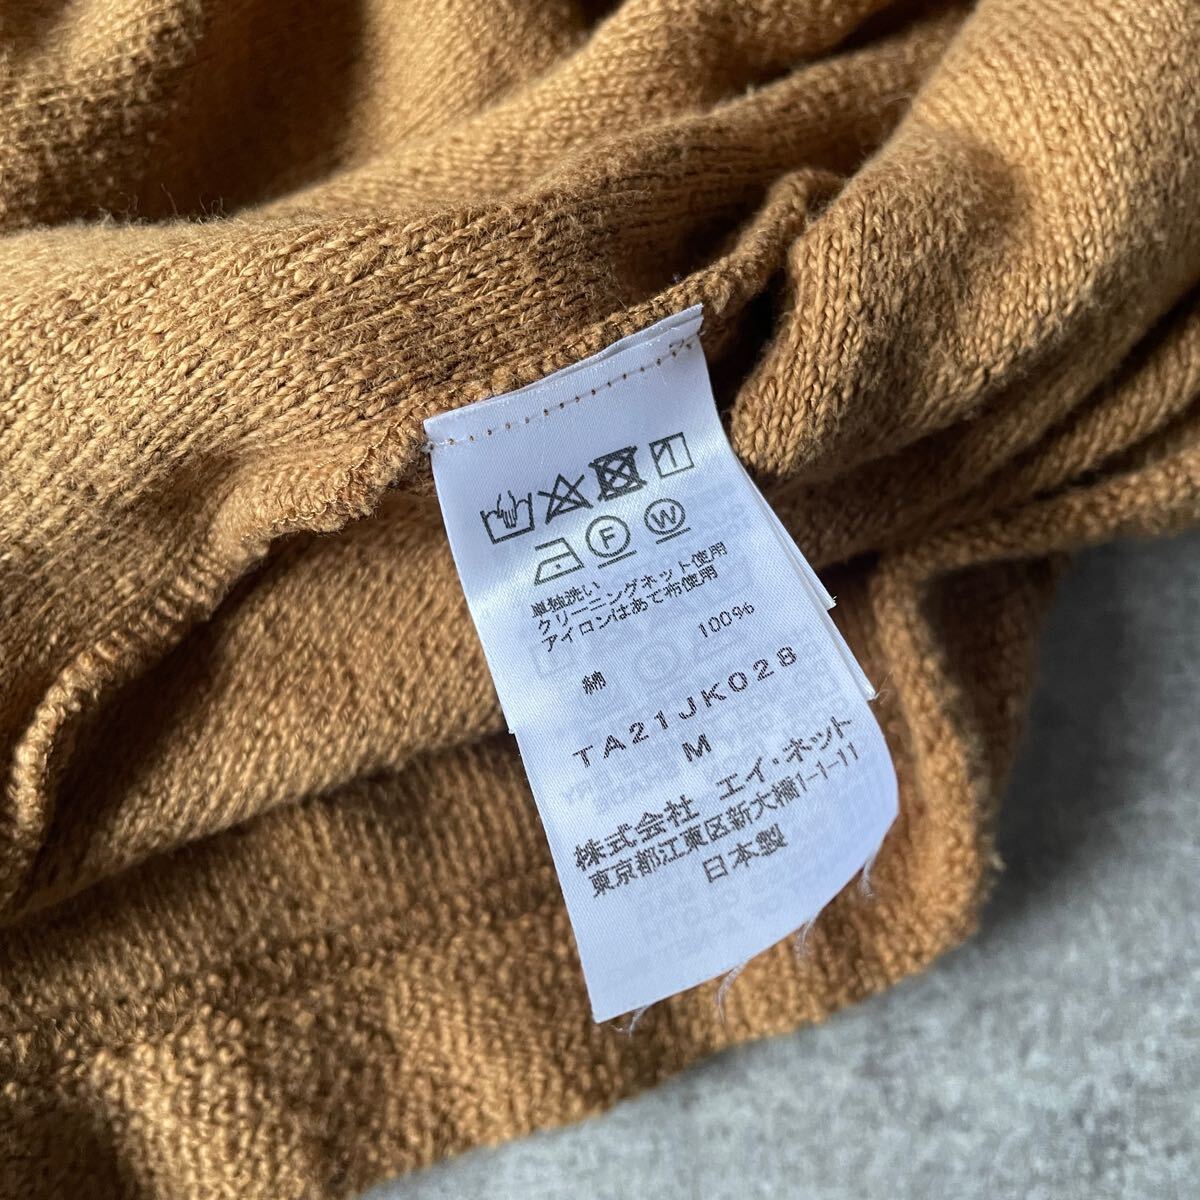 F W
単独洗い
クリーニングネット使用
アイロンはあて布使用
綿 100%
TA21JK028
M
株式会社 エイ・ネット
東京都江東区新大橋1-1-11
日本製